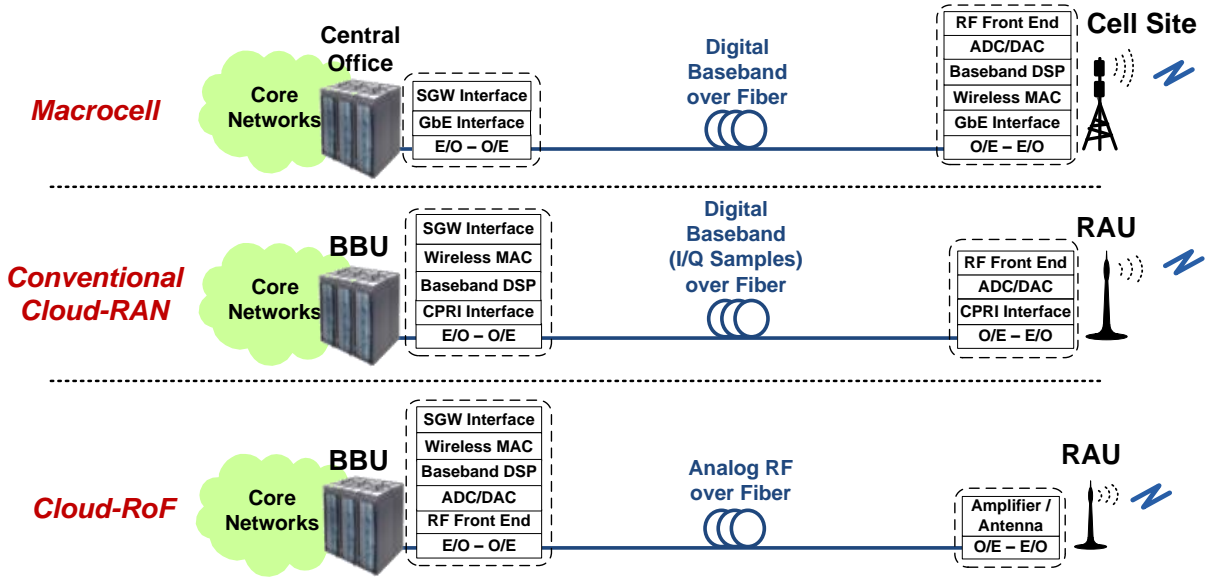 Macrocell
Core
Networks
Central
Office
SGW Interface
GbE Interface
E/O – O/E
Digital
Baseband
over Fiber
RF Front End
ADC/DAC
Baseband DSP
Wireless MAC
GbE Interface
O/E – E/O
Cell Site
Conventional
Cloud-RAN
Core
Networks
BBU
SGW Interface
Wireless MAC
Baseband DSP
CPRI Interface
E/O – O/E
Digital
Baseband
(I/Q Samples)
over Fiber
RF Front End
ADC/DAC
CPRI Interface
O/E – E/O
RAU
Cloud-RoF
Core
Networks
BBU
SGW Interface
Wireless MAC
Baseband DSP
ADC/DAC
RF Front End
E/O – O/E
Analog RF
over Fiber
Amplifier /
Antenna
O/E – E/O
RAU